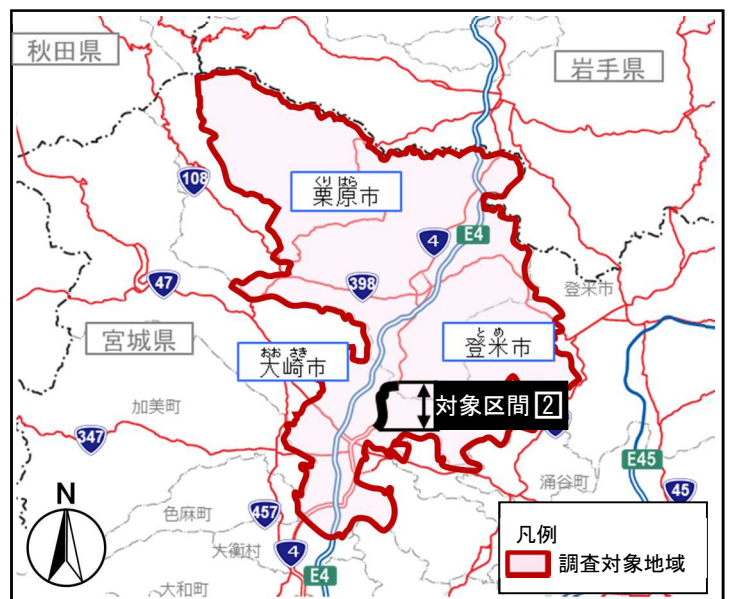 秋田県
岩手県
108
くりはら
栗原市
4
E4
47
398
登米市
宮城県
とめ
登米市
おおさき
大崎市
加美町
対象区間2
347
E45
涌谷町
45
N
色麻町
457
大衡村
4
E4
大和町
凡例
調査対象地域